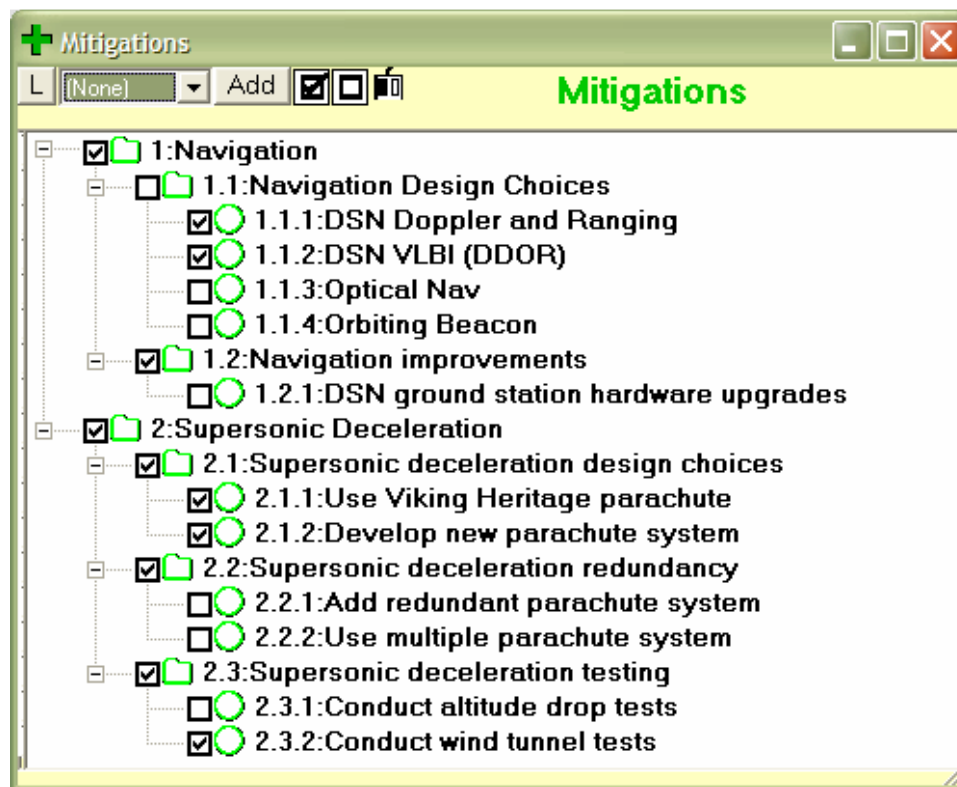 Mitigations
L (None) Add Mitigations
1:Navigation
1.1:Navigation Design Choices
1.1.1:DSN Doppler and Ranging
1.1.2:DSN VLBI (DDOR)
1.1.3:Optical Nav
1.1.4:Orbiting Beacon
1.2:Navigation improvements
1.2.1:DSN ground station hardware upgrades
2:Supersonic Deceleration
2.1:Supersonic deceleration design choices
2.1.1:Use Viking Heritage parachute
2.1.2:Develop new parachute system
2.2:Supersonic deceleration redundancy
2.2.1:Add redundant parachute system
2.2.2:Use multiple parachute system
2.3:Supersonic deceleration testing
2.3.1:Conduct altitude drop tests
2.3.2:Conduct wind tunnel tests